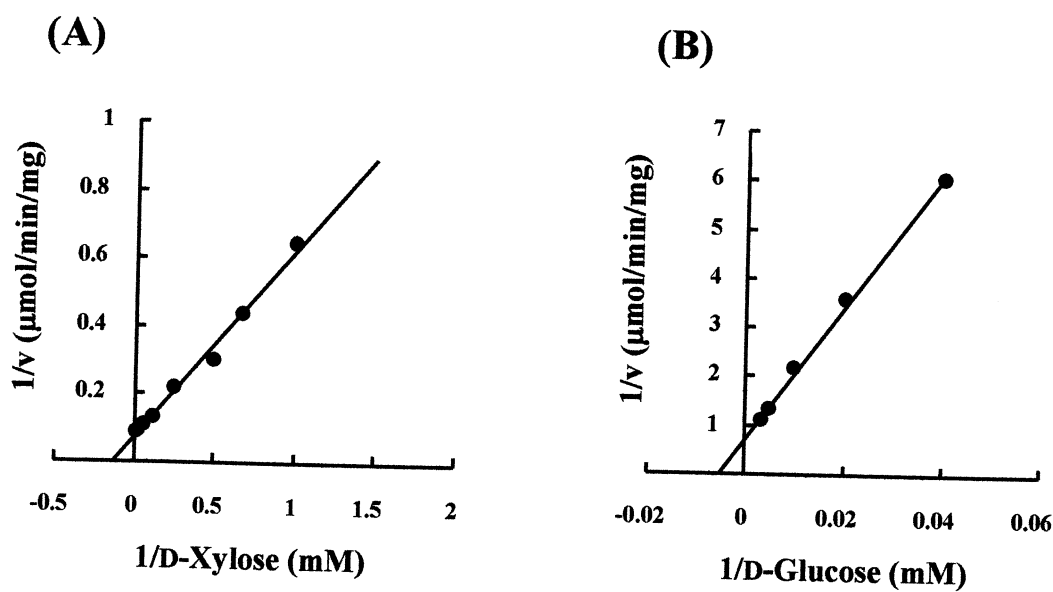 (A)
1
0.8
0.6
0.4
0.2
1/v (μmol/min/mg)
-0.5 0 0.5 1 1.5 2
1/D-Xylose (mM)
(B)
7
6
5
4
3
2
1
1/v (μmol/min/mg)
-0.02 0 0.02 0.04 0.06
1/D-Glucose (mM)